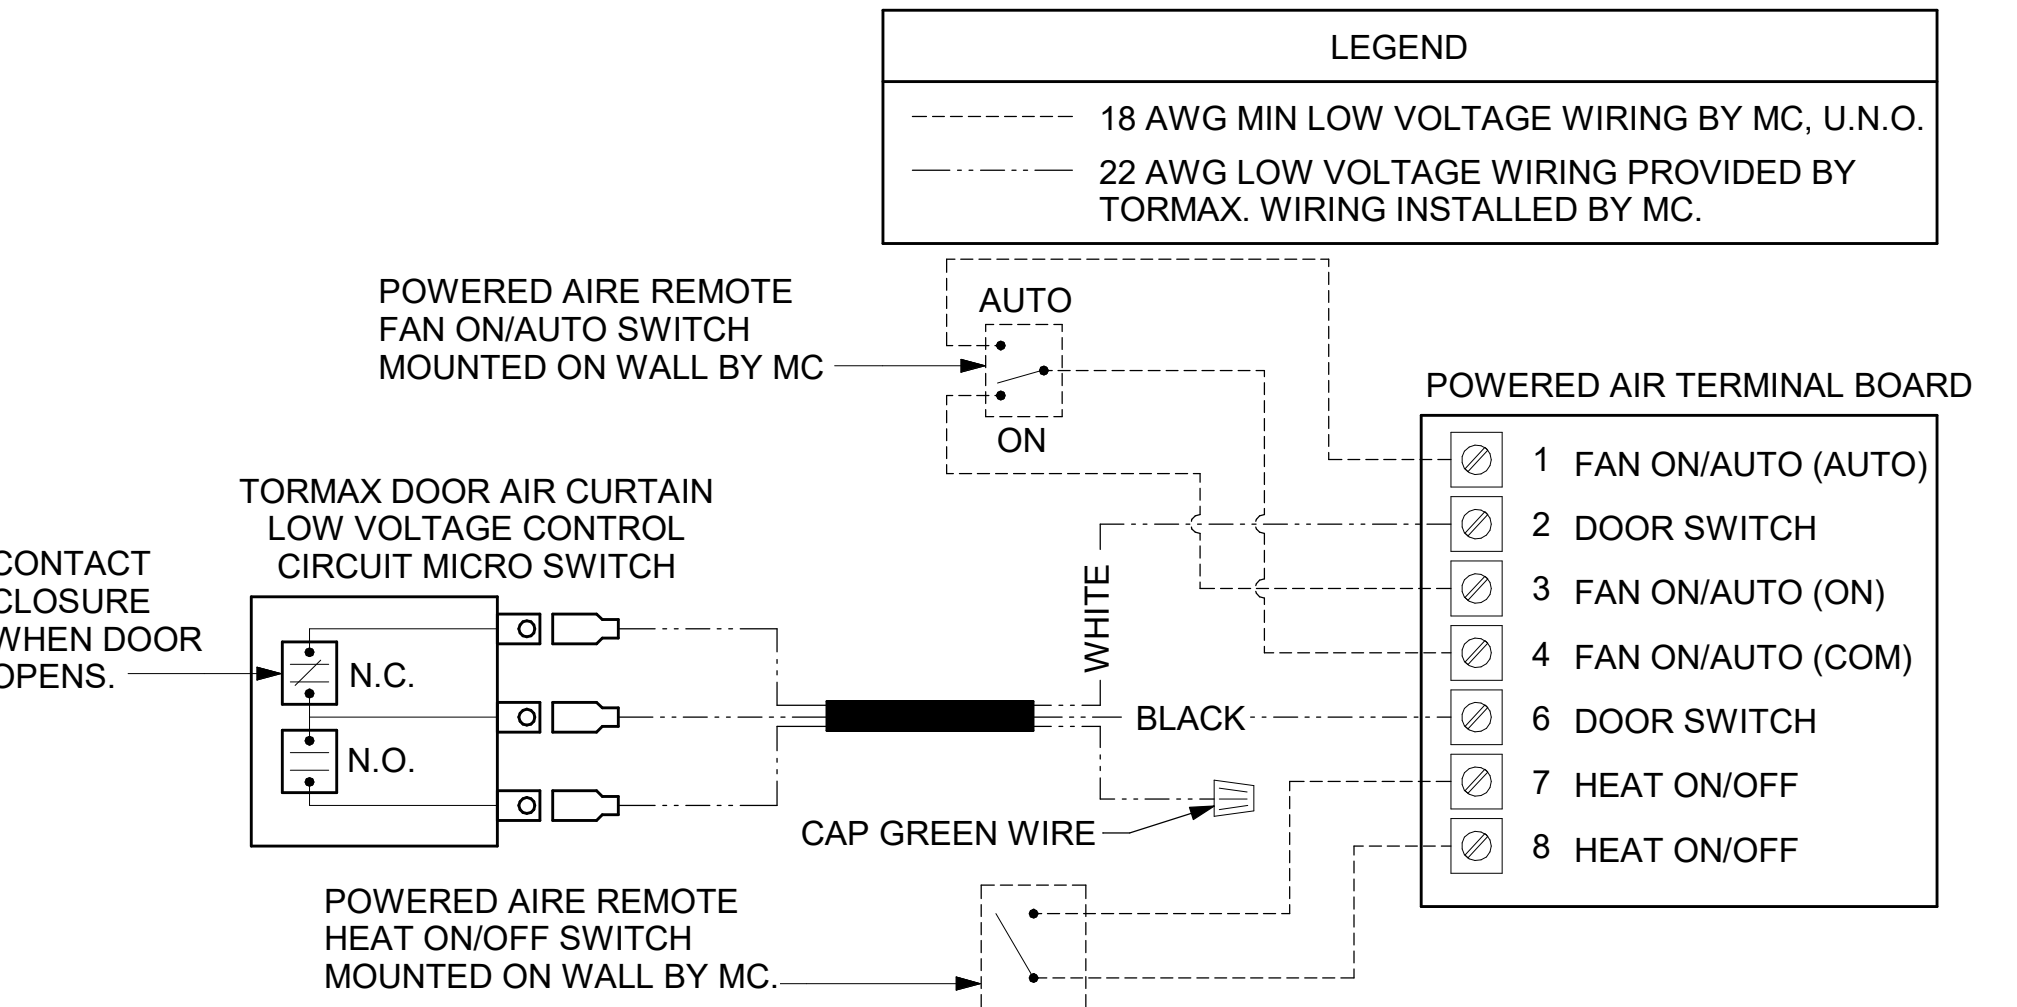 LEGEND
18 AWG MIN LOW VOLTAGE WIRING BY MC, U.N.O.
22 AWG LOW VOLTAGE WIRING PROVIDED BY
TORMAX. WIRING INSTALLED BY MC.
POWERED AIRE REMOTE
FAN ON/AUTO SWITCH
MOUNTED ON WALL BY MC
AUTO
ON
POWERED AIR TERMINAL BOARD
1 FAN ON/AUTO (AUTO)
2 DOOR SWITCH
3 FAN ON/AUTO (ON)
4 FAN ON/AUTO (COM)
6 DOOR SWITCH
7 HEAT ON/OFF
8 HEAT ON/OFF
TORMAX DOOR AIR CURTAIN
LOW VOLTAGE CONTROL
CIRCUIT MICRO SWITCH
CONTACT
CLOSURE
WHEN DOOR
OPENS.
N.C.
N.O.
WHITE
BLACK
CAP GREEN WIRE
POWERED AIRE REMOTE
HEAT ON/OFF SWITCH
MOUNTED ON WALL BY MC.